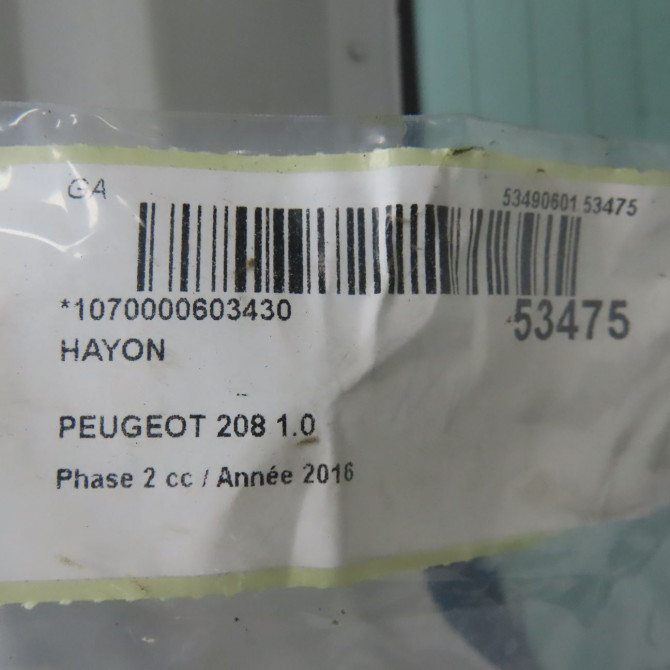 GA
53490601 53475
*1070000603430
53475
HAYON
PEUGEOT 208 1.0
Phase 2 cc / Année 2016